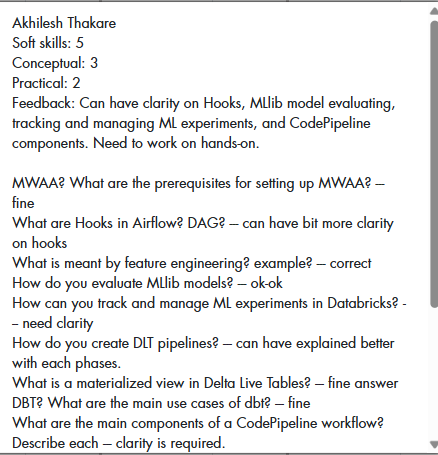 Akhilesh Thakare
Soft skills: 5
Conceptual: 3
Practical: 2
Feedback: Can have clarity on Hooks, MLlib model evaluating,
tracking and managing ML experiments, and CodePipeline
components. Need to work on hands-on.

MWAA? What are the prerequisites for setting up MWAA? –
fine
What are Hooks in Airflow? DAG? – can have bit more clarity
on hooks
What is meant by feature engineering? example? – correct
How do you evaluate MLlib models? – ok-ok
How can you track and manage ML experiments in Databricks? -
– need clarity
How do you create DLT pipelines? – can have explained better
with each phases.
What is a materialized view in Delta Live Tables? – fine answer
DBT? What are the main use cases of dbt? – fine
What are the main components of a CodePipeline workflow?
Describe each – clarity is required.